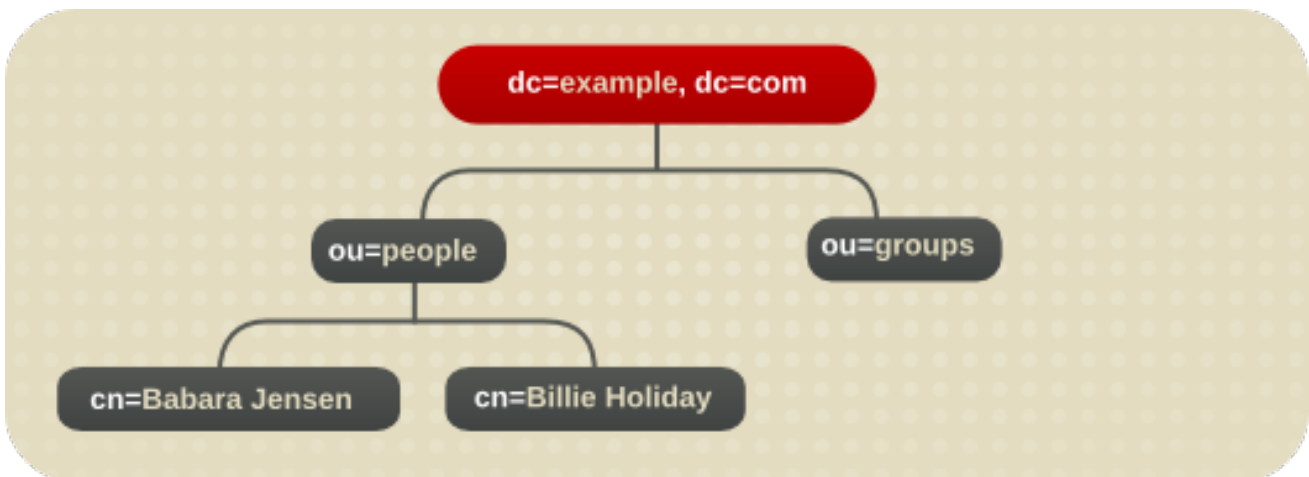 dc=example, dc=com
ou=people
ou=groups
cn=Babara Jensen
cn=Billie Holiday